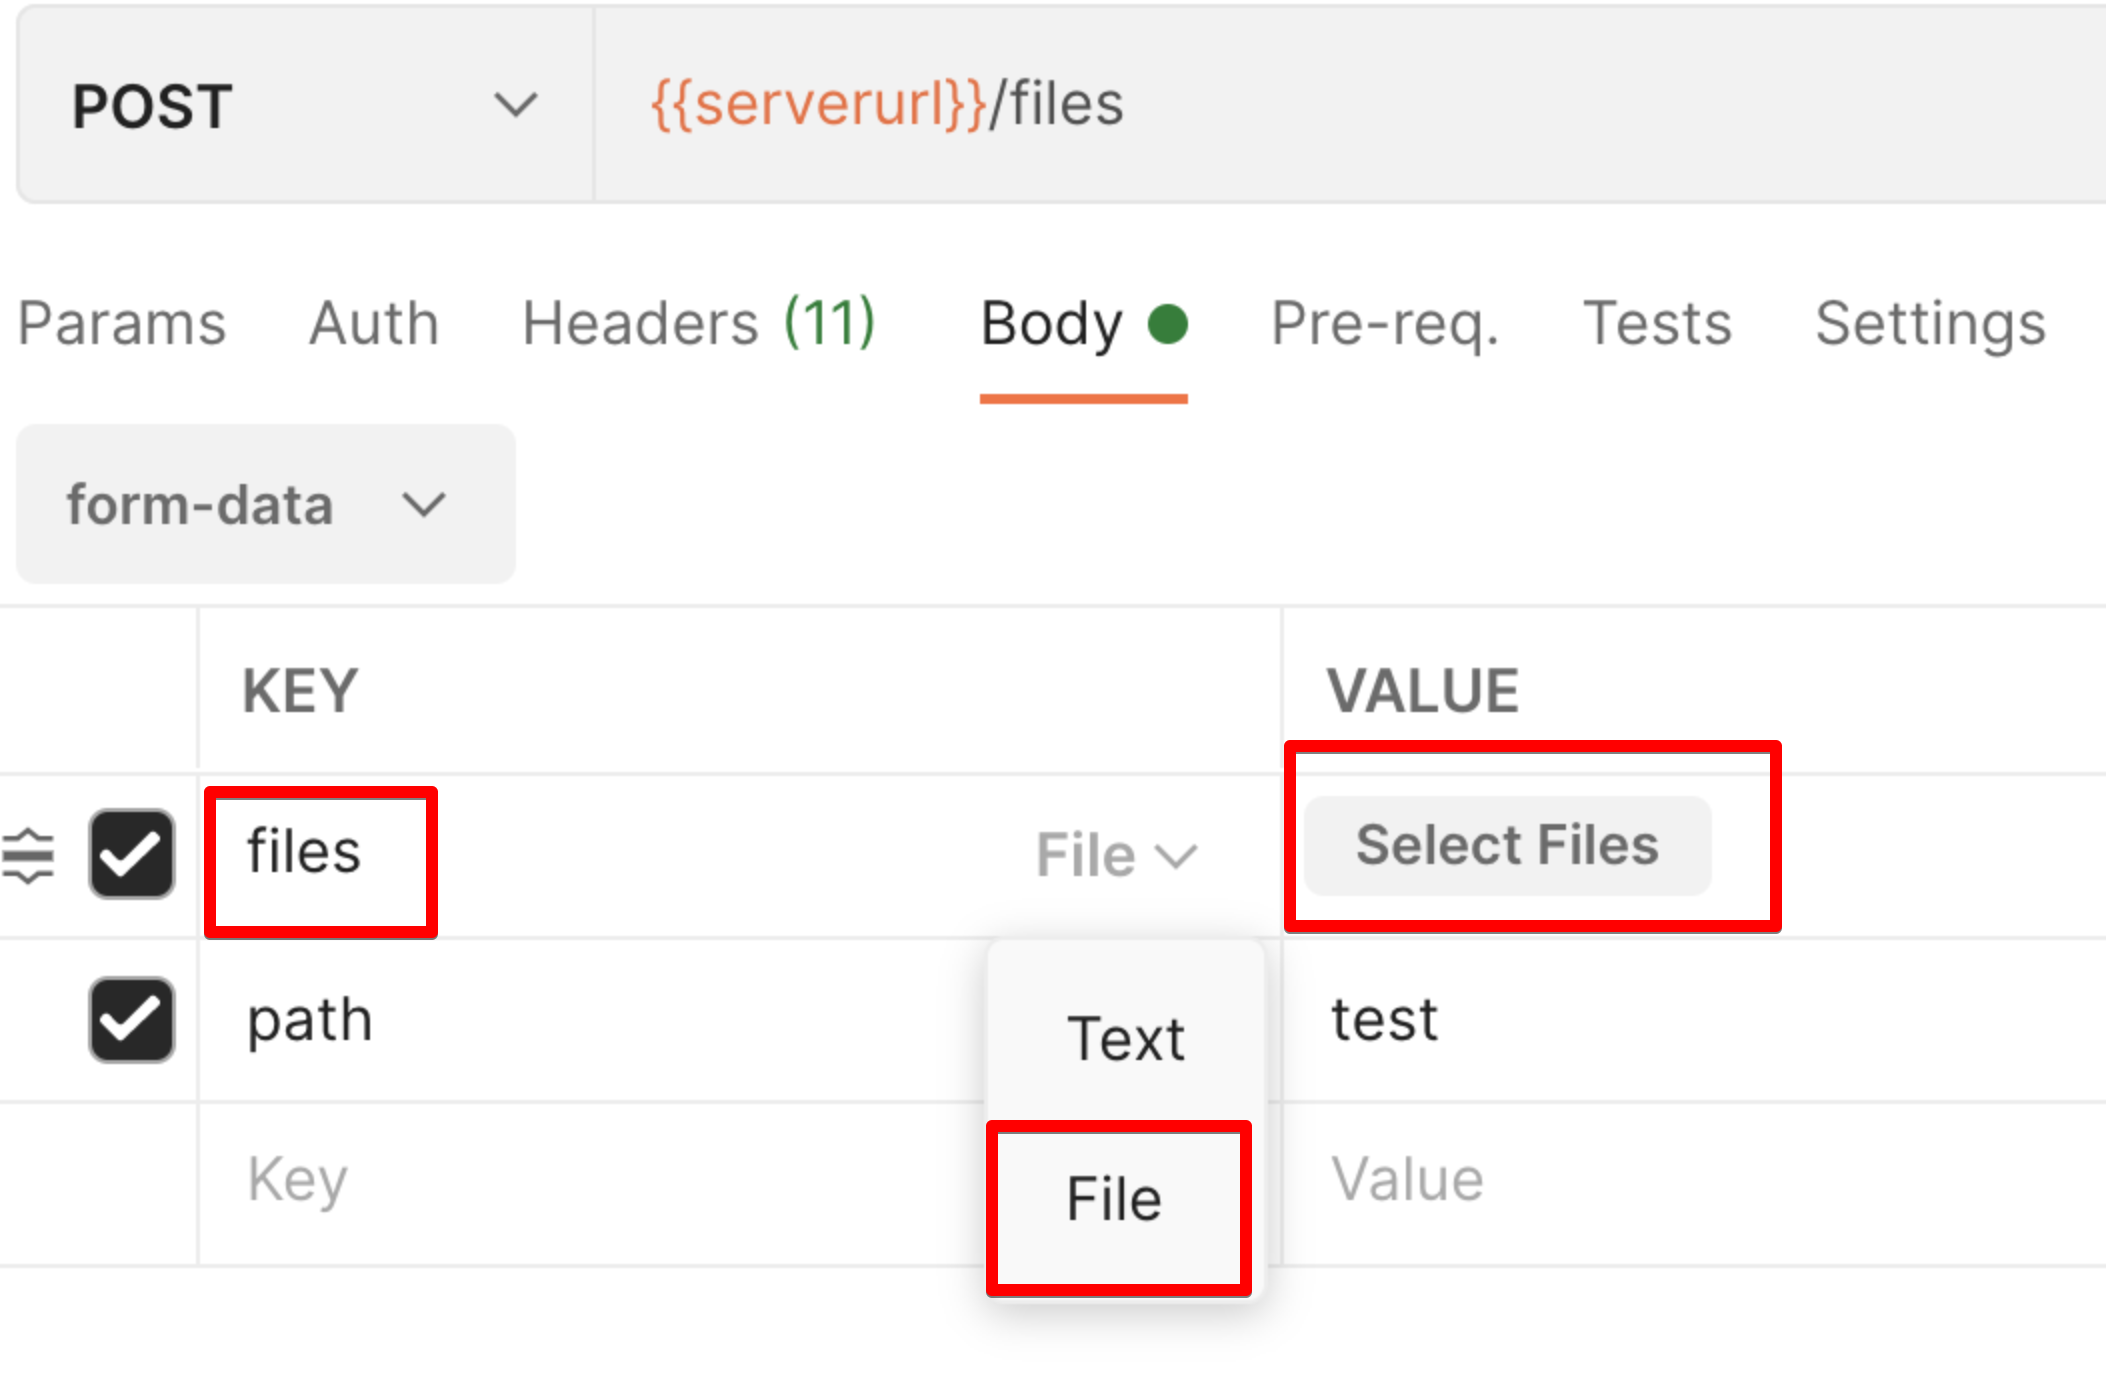 POST {{serverurl}}/files
Params Auth Headers (11) Body Pre-req. Tests Settings
form-data
KEY VALUE
files File Select Files
path test
Text
Key Value
File